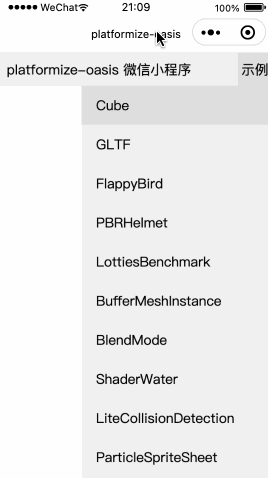 WeChat 21:09 100%
platformize-oasis
platformize-oasis 微信小程序 示例
Cube
GLTF
FlappyBird
PBRHelmet
LottiesBenchmark
BufferMeshInstance
BlendMode
ShaderWater
LiteCollisionDetection
ParticleSpriteSheet